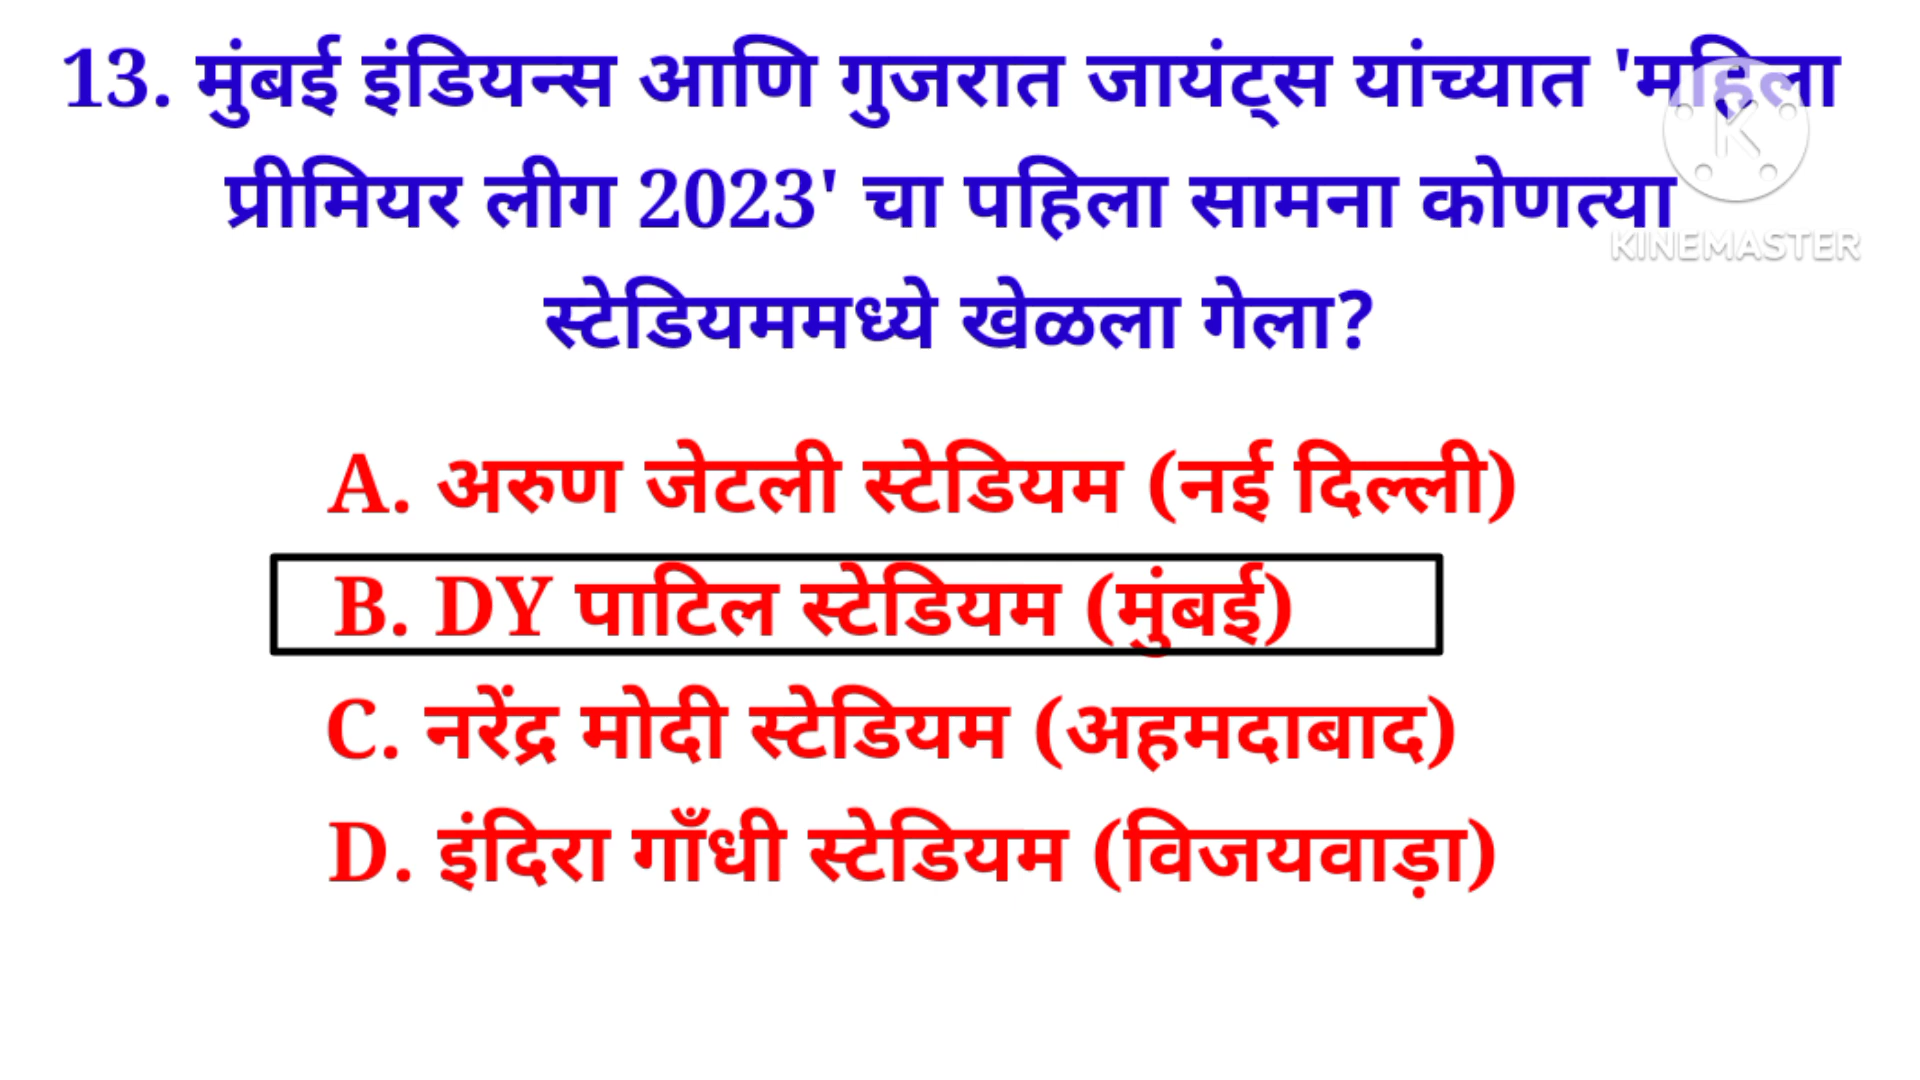 13. मुंबई इंडियन्स आणि गुजरात जायंट्स यांच्यात 'महिला
प्रीमियर लीग 2023' चा पहिला सामना कोणत्या
स्टेडियममध्ये खेळला गेला?
K
KINEMASTER
A. अरुण जेटली स्टेडियम (नई दिल्ली)
B. DY पाटिल स्टेडियम (मुंबई)
C. नरेंद्र मोदी स्टेडियम (अहमदाबाद)
D. इंदिरा गाँधी स्टेडियम (विजयवाड़ा)